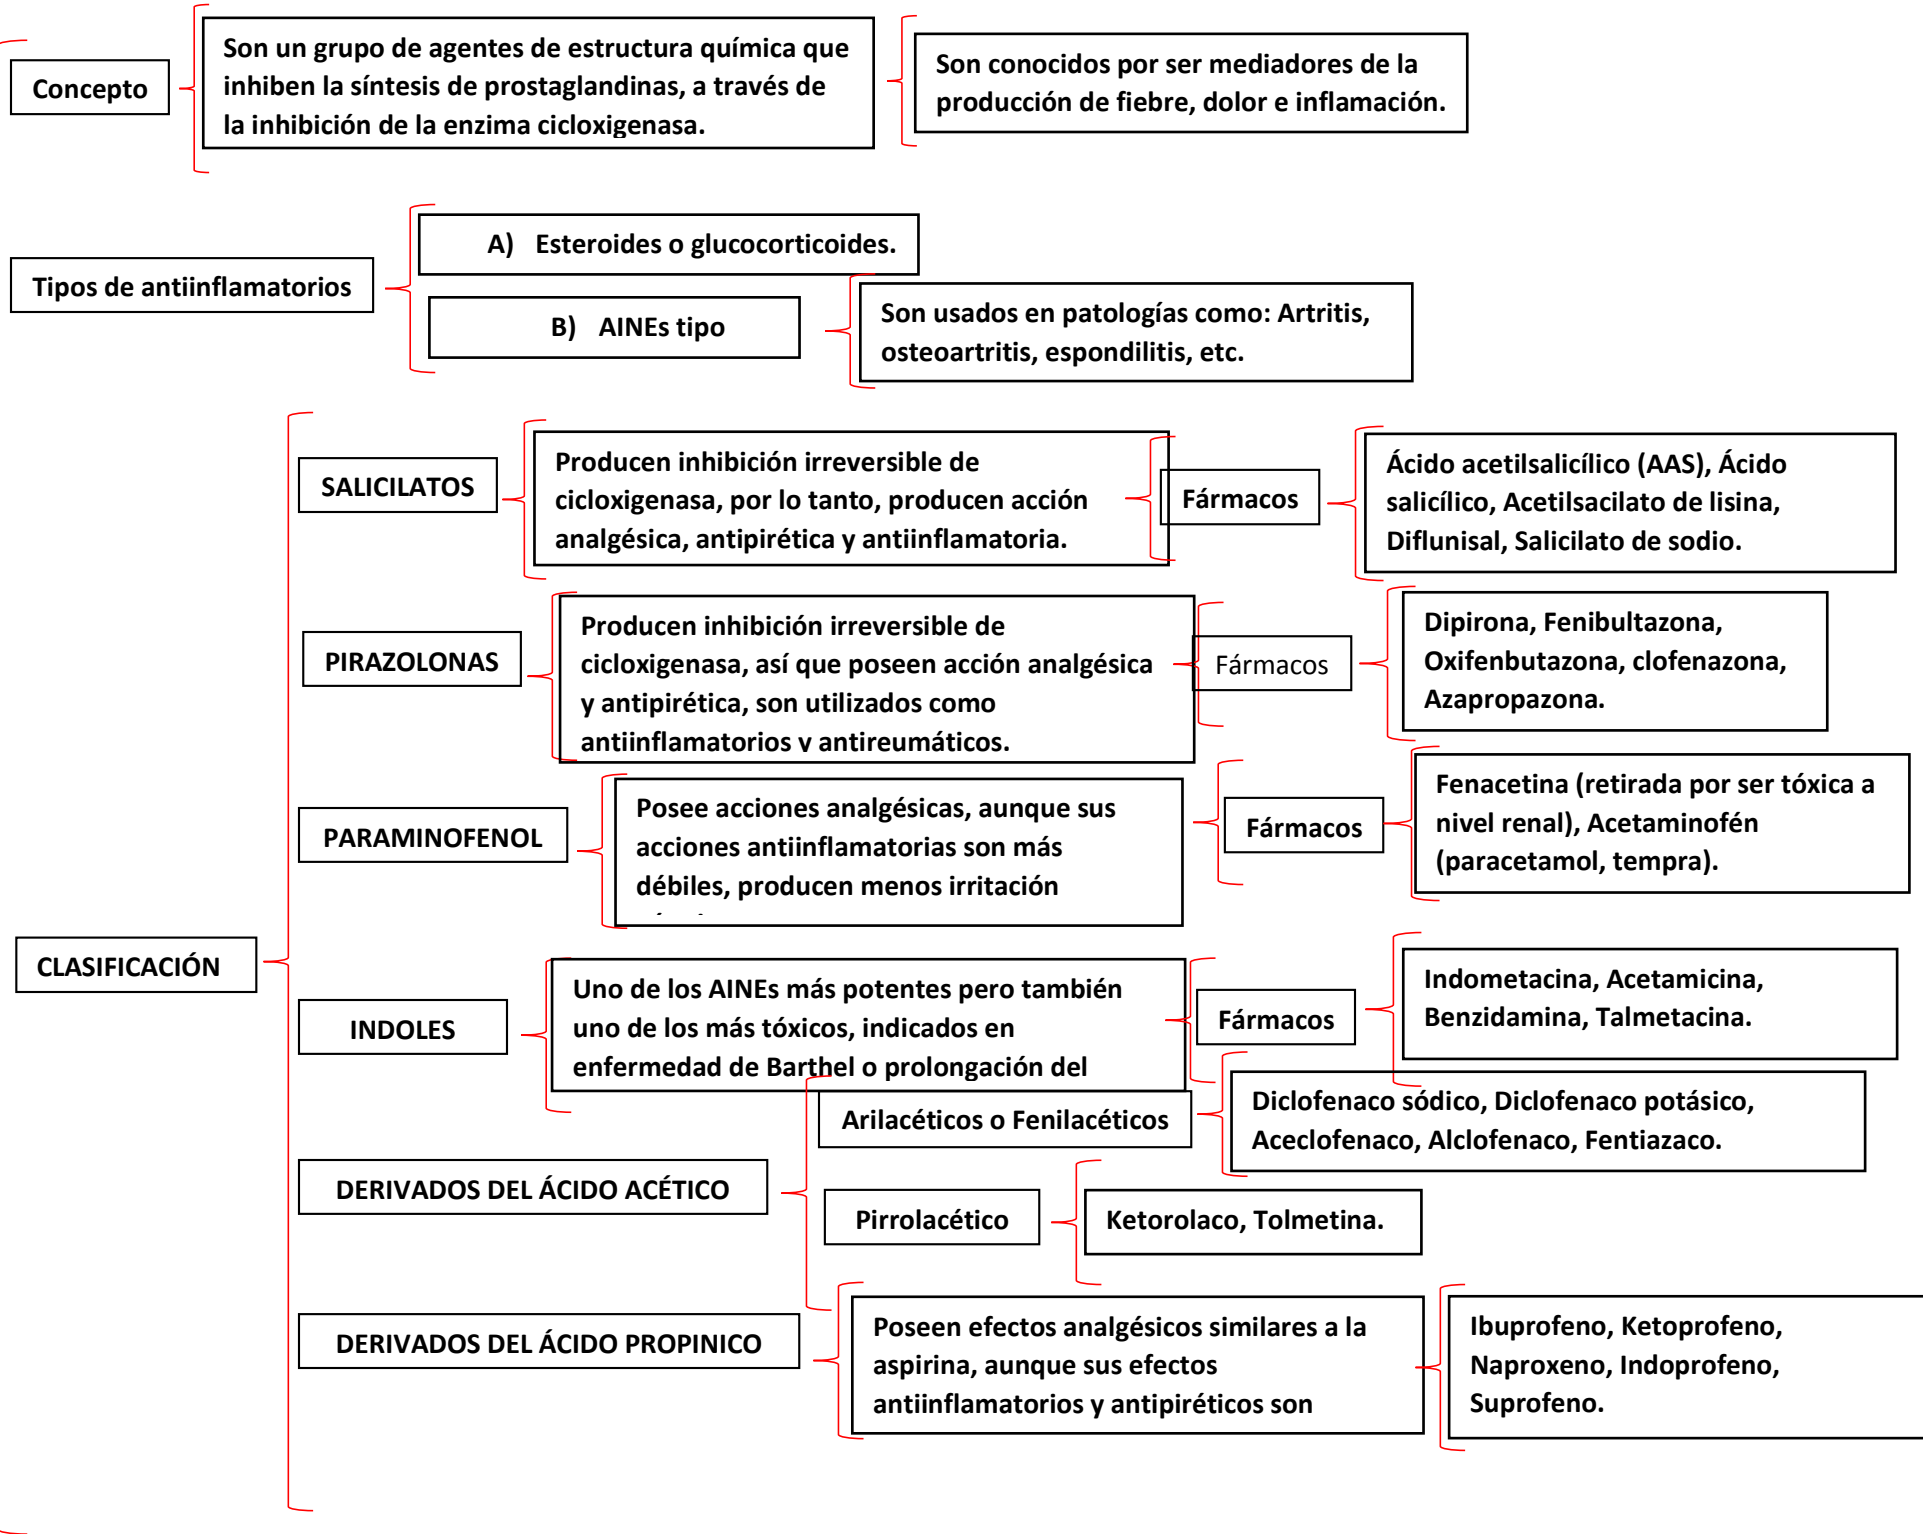 Concepto
Son un grupo de agentes de estructura química que
inhiben la síntesis de prostaglandinas, a través de
la inhibición de la enzima cicloxigenasa.
Son conocidos por ser mediadores de la
producción de fiebre, dolor e inflamación.
Tipos de antiinflamatorios
A) Esteroides o glucocorticoides.
B) AINEs tipo
Son usados en patologías como: Artritis,
osteoartritis, espondilitis, etc.
CLASIFICACIÓN
SALICILATOS
Producen inhibición irreversible de
cicloxigenasa, por lo tanto, producen acción
analgésica, antipirética y antiinflamatoria.
Fármacos
Ácido acetilsalicílico (AAS), Ácido
salicílico, Acetilsacilato de lisina,
Diflunisal, Salicilato de sodio.
PIRAZOLONAS
Producen inhibición irreversible de
cicloxigenasa, así que poseen acción analgésica
y antipirética, son utilizados como
antiinflamatorios y antireumáticos.
Fármacos
Dipirona, Fenibultazona,
Oxifenbutazona, clofenazona,
Azapropazona.
PARAMINOFENOL
Posee acciones analgésicas, aunque sus
acciones antiinflamatorias son más
débiles, producen menos irritación
Fármacos
Fenacetina (retirada por ser tóxica a
nivel renal), Acetaminofén
(paracetamol, tempra).
INDOLES
Uno de los AINEs más potentes pero también
uno de los más tóxicos, indicados en
enfermedad de Barthel o prolongación del
Fármacos
Indometacina, Acetamicina,
Benzidamina, Talmetacina.
DERIVADOS DEL ÁCIDO ACÉTICO
Arilacéticos o Fenilacéticos
Diclofenaco sódico, Diclofenaco potásico,
Aceclofenaco, Alclofenaco, Fentiazaco.
Pirrolacético
Ketorolaco, Tolmetina.
DERIVADOS DEL ÁCIDO PROPINICO
Poseen efectos analgésicos similares a la
aspirina, aunque sus efectos
antiinflamatorios y antipiréticos son
Ibuprofeno, Ketoprofeno,
Naproxeno, Indoprofeno,
Suprofeno.